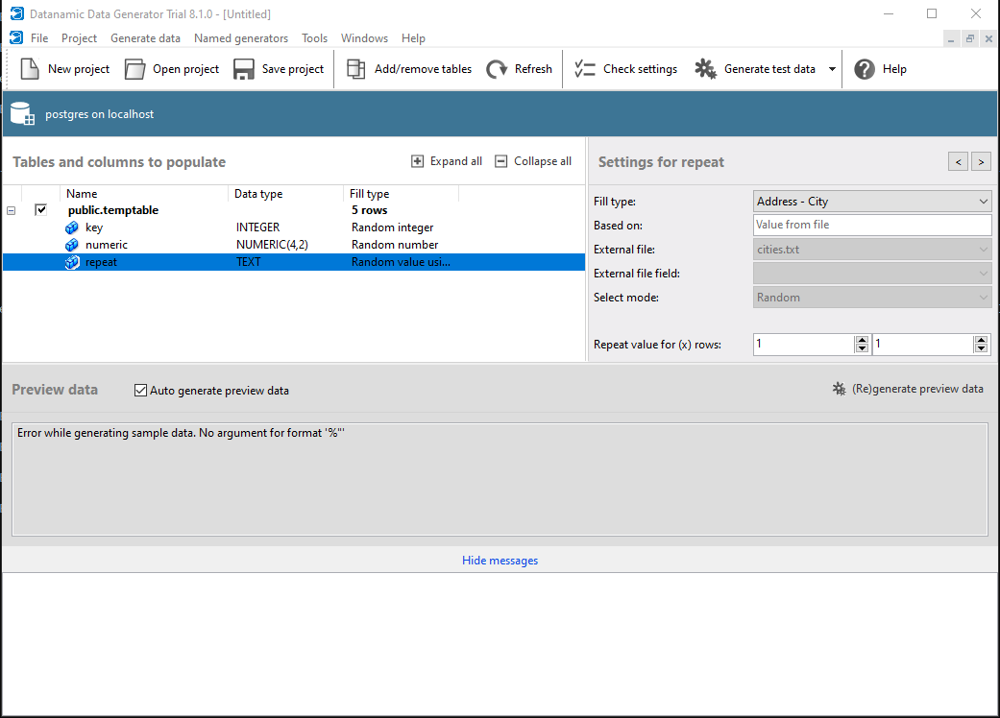 Datanamic Data Generator Trial 8.1.0 - [Untitled]
File Project Generate data Named generators Tools Windows Help
New project Open project Save project Add/remove tables Refresh Check settings Generate test data Help
postgres on localhost
Tables and columns to populate Expand all Collapse all
Name Data type Fill type
public.temptable 5 rows
key INTEGER Random integer
numeric NUMERIC(4,2) Random number
repeat TEXT Random value usi...
Settings for repeat < >
Fill type: Address - City
Based on: Value from file
External file: cities.txt
External file field:
Select mode: Random
Repeat value for (x) rows: 1 1
Preview data Auto generate preview data (Re)generate preview data
Error while generating sample data. No argument for format '%"'
Hide messages